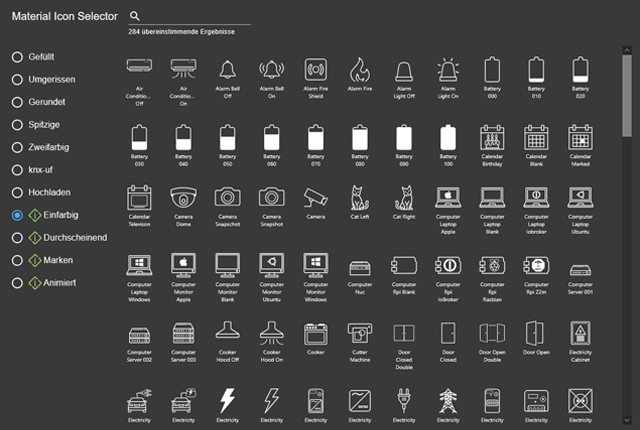 Material Icon Selector
284 übereinstimmende Ergebnisse
Gefüllt
Umgerissen
Gerundet
Spitzige
Zweifarbig
knx-uf
Hochladen
Einfarbig
Durchscheinend
Marken
Animiert
Air Air Alarm Bell Alarm Bell Alarm Fire Alarm Fire Alarm Alarm Battery Battery Battery
Conditio... Conditio... Off On Shield Light Off Light On 000 010 020
Off On
Battery Battery Battery Battery Battery Battery Battery Battery Calendar Calendar Calendar
030 040 050 060 070 080 090 100 Birthday Blank Marked
Calendar Camera Camera Camera Camera Cat Left Cat Right Computer Computer Computer Computer
Televison Dome Snapshot Snapshot Laptop Laptop Laptop Laptop
Apple Blank Iobroker Ubuntu
Computer Computer Computer Computer Computer Computer Computer Computer Computer Computer Computer
Laptop Monitor Monitor Monitor Monitor Nuc Rpi Blank Rpi Rpi Rpi Z2m Server 001
Windows Apple Blank Ubuntu Windows IoBroker Rasbian
Computer Computer Cooker Cooker Cooker Cutter Door Door Door Open Door Open Electricity
Server 002 Server 003 Hood Off Hood On Machine Closed Closed Double Cabinet
Double
Electricity Electricity Electricity Electricity Electricity Electricity Electricity Electricity Electricity Electricity Electricity